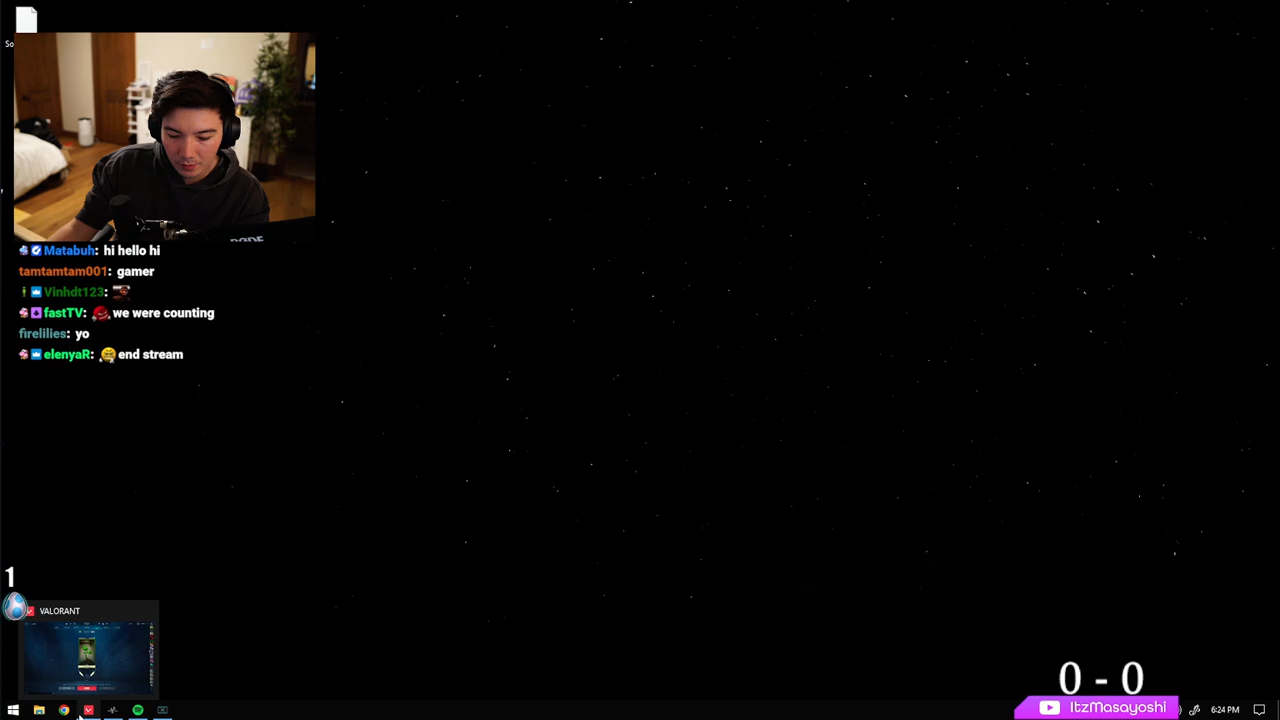 So
Matabuh: hi hello hi
tamtamtam001: gamer
Vinhdt123:
fastTV: we were counting
firelilies: yo
elenyaR: end stream
1
VALORANT
0 - 0
ItzMasayoshi
6:24 PM